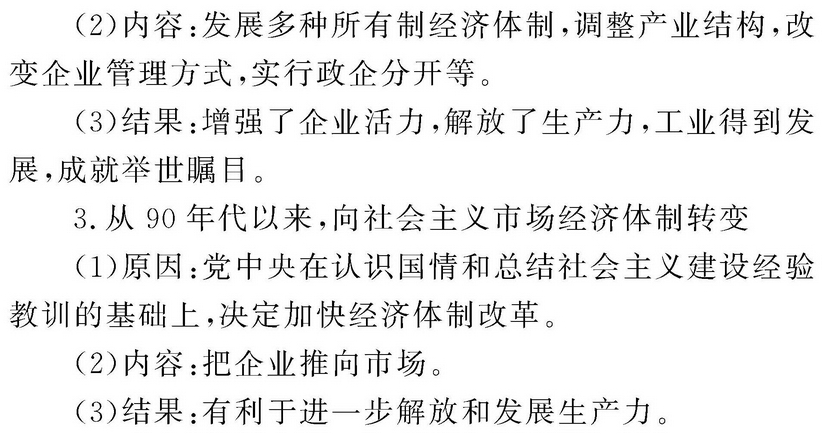 (2)内容:发展多种所有制经济体制,调整产业结构,改
变企业管理方式,实行政企分开等。
(3)结果:增强了企业活力,解放了生产力,工业得到发
展,成就举世瞩目。
3.从 90 年代以来,向社会主义市场经济体制转变
(1)原因:党中央在认识国情和总结社会主义建设经验
教训的基础上,决定加快经济体制改革。
(2)内容:把企业推向市场。
(3)结果:有利于进一步解放和发展生产力。